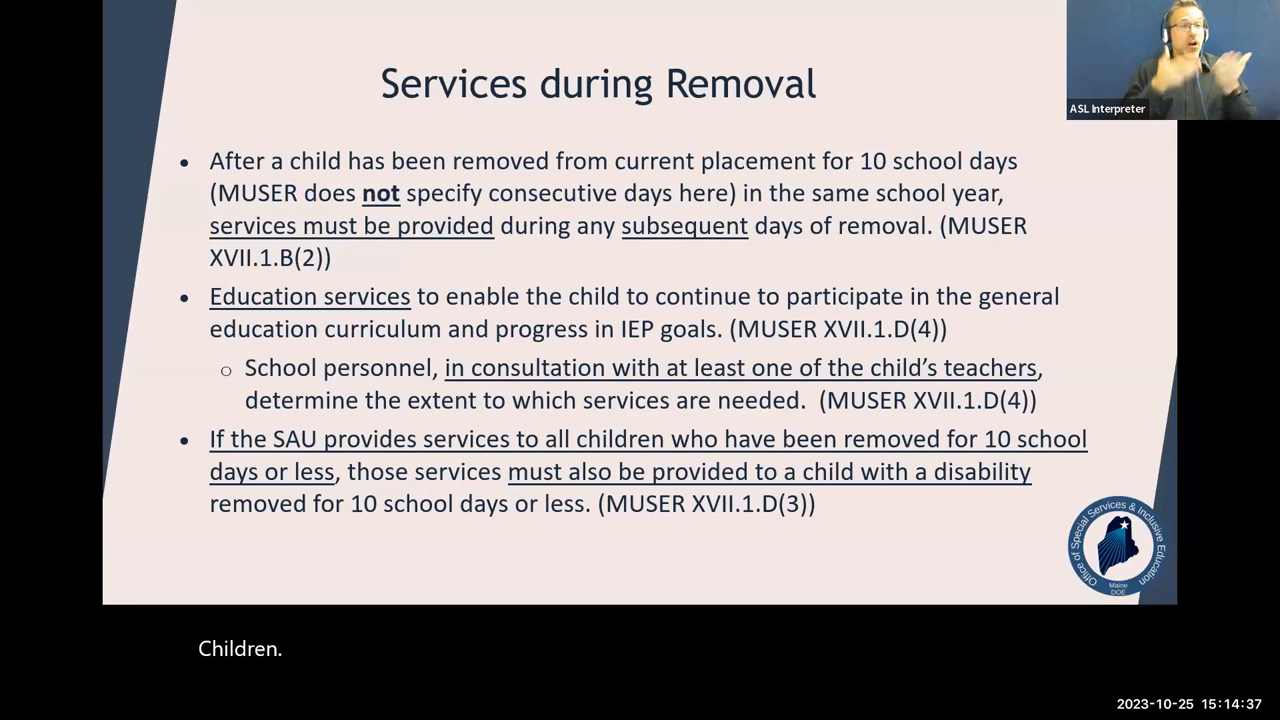 Services during Removal
ASL Interpreter
• After a child has been removed from current placement for 10 school days
(MUSER does not specify consecutive days here) in the same school year,
services must be provided during any subsequent days of removal. (MUSER
XVII.1.B(2))
• Education services to enable the child to continue to participate in the general
education curriculum and progress in IEP goals. (MUSER XVII.1.D(4))
○ School personnel, in consultation with at least one of the child’s teachers,
determine the extent to which services are needed.  (MUSER XVII.1.D(4))
• If the SAU provides services to all children who have been removed for 10 school
days or less, those services must also be provided to a child with a disability
removed for 10 school days or less. (MUSER XVII.1.D(3))
Office of Special Services & Inclusive Education
Maine
DOE
Children.
2023-10-25 15:14:37